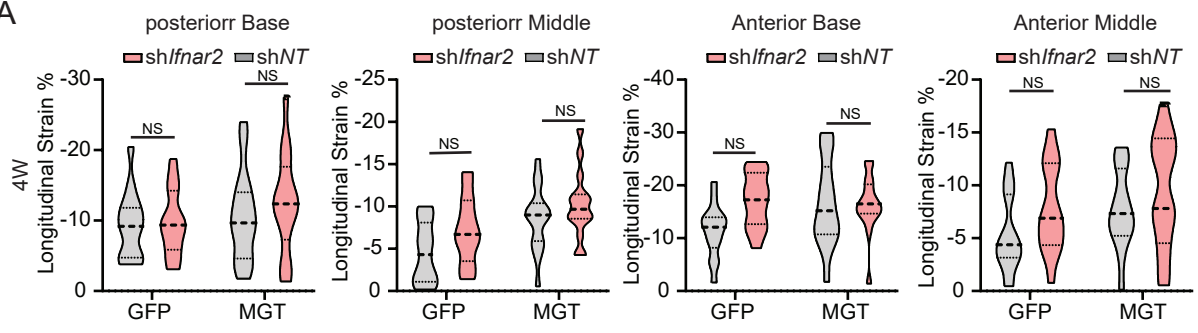 A
posteriorr Base
shIfnar2 shNT
4W
Longitudinal Strain %
-30
-20
-10
0
NS
NS
GFP MGT
posteriorr Middle
shIfnar2 shNT
Longitudinal Strain %
-25
-20
-15
-10
-5
0
NS
NS
GFP MGT
Anterior Base
shIfnar2 shNT
Longitudinal Strain %
-40
-30
-20
-10
0
NS
NS
GFP MGT
Anterior Middle
shIfnar2 shNT
Longitudinal Strain %
-20
-15
-10
-5
0
NS
NS
GFP MGT